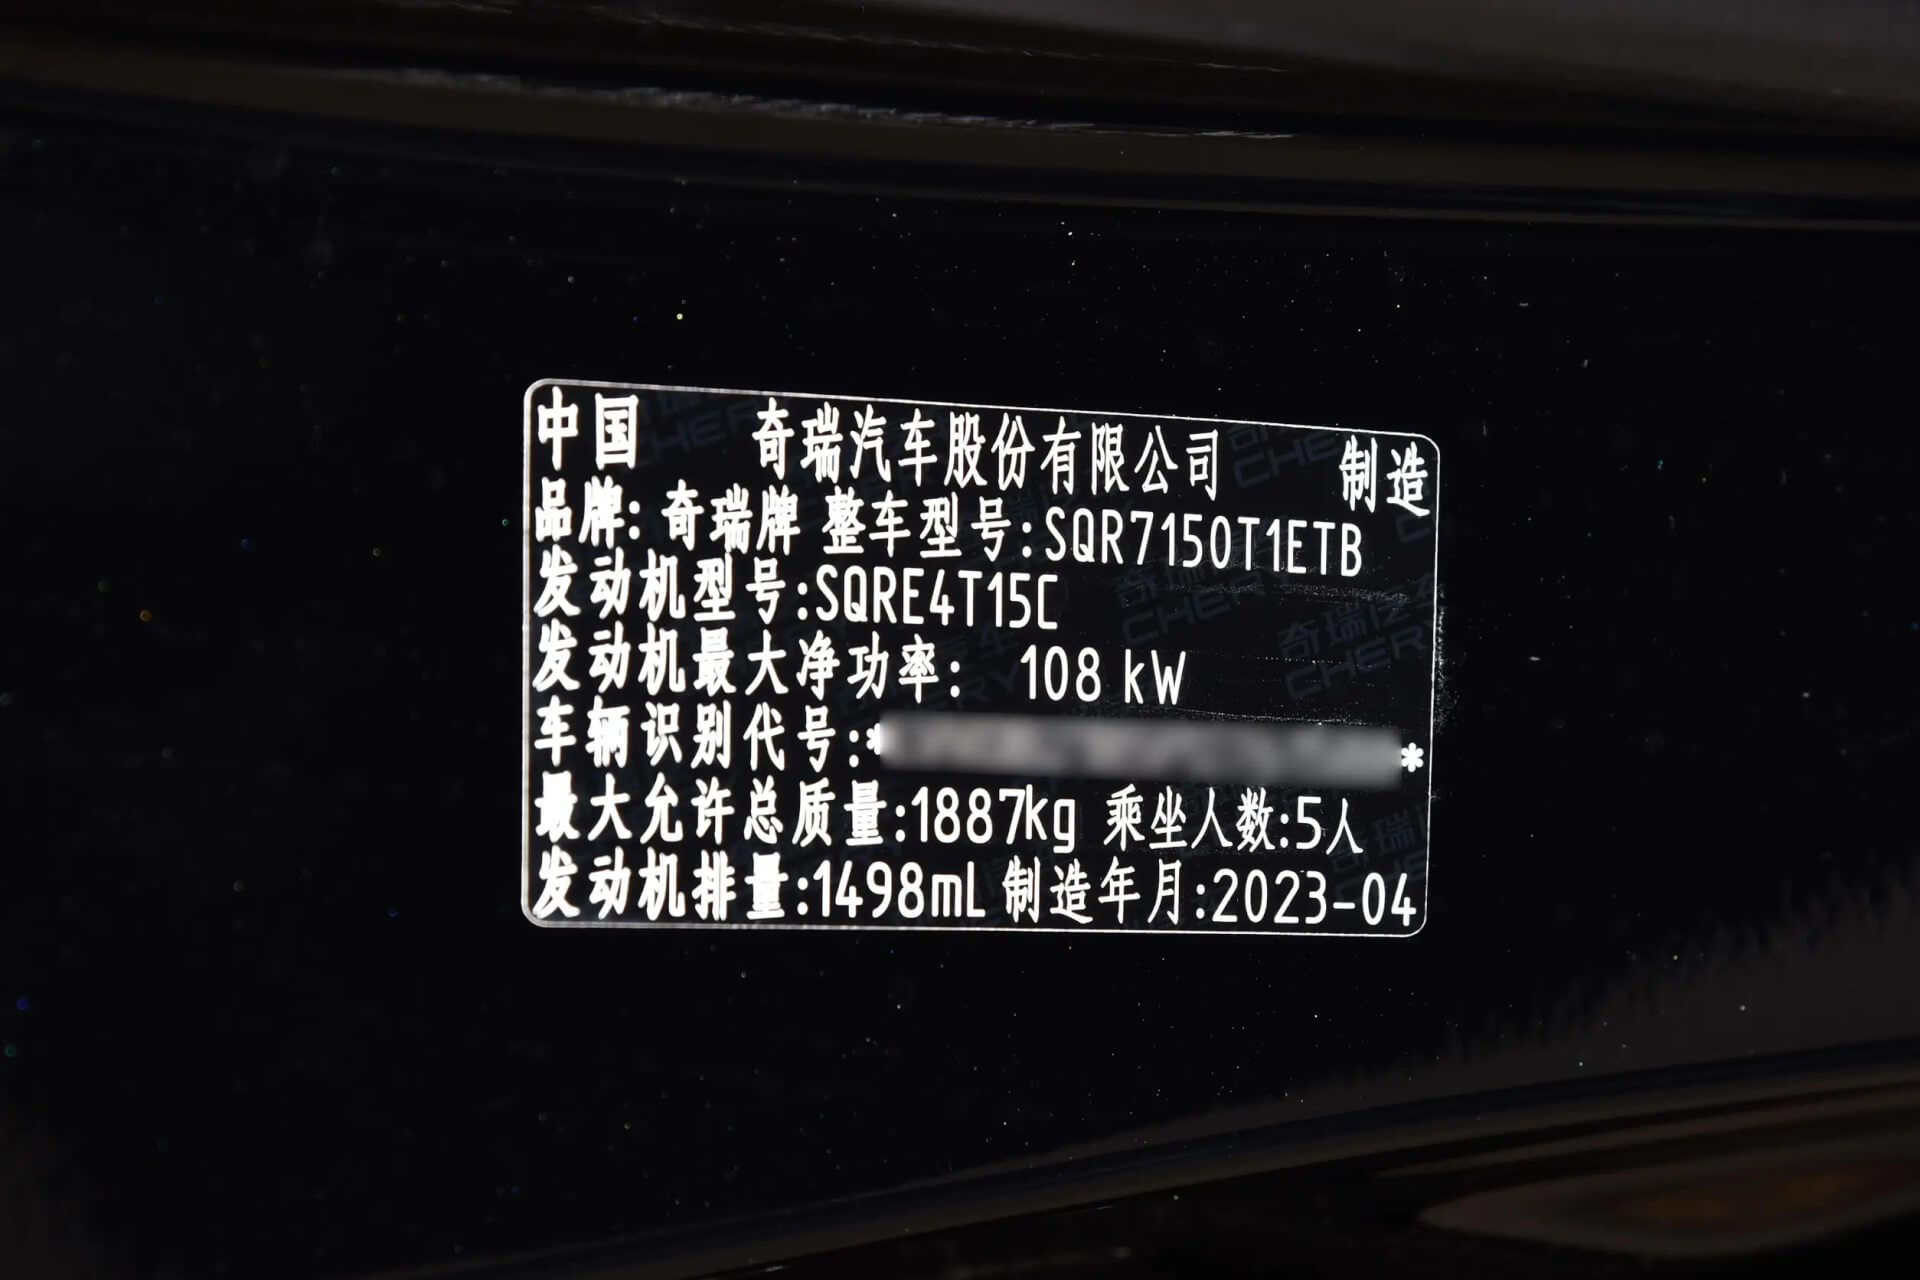 中国 奇瑞汽车股份有限公司 制造
品牌: 奇瑞牌 整车型号:SQR7150T1ETB
发动机型号:SQRE4T15C
发动机最大净功率: 108 kW
车辆识别代号:* *
最大允许总质量:1887kg 乘坐人数:5人
发动机排量:1498mL 制造年月:2023-04